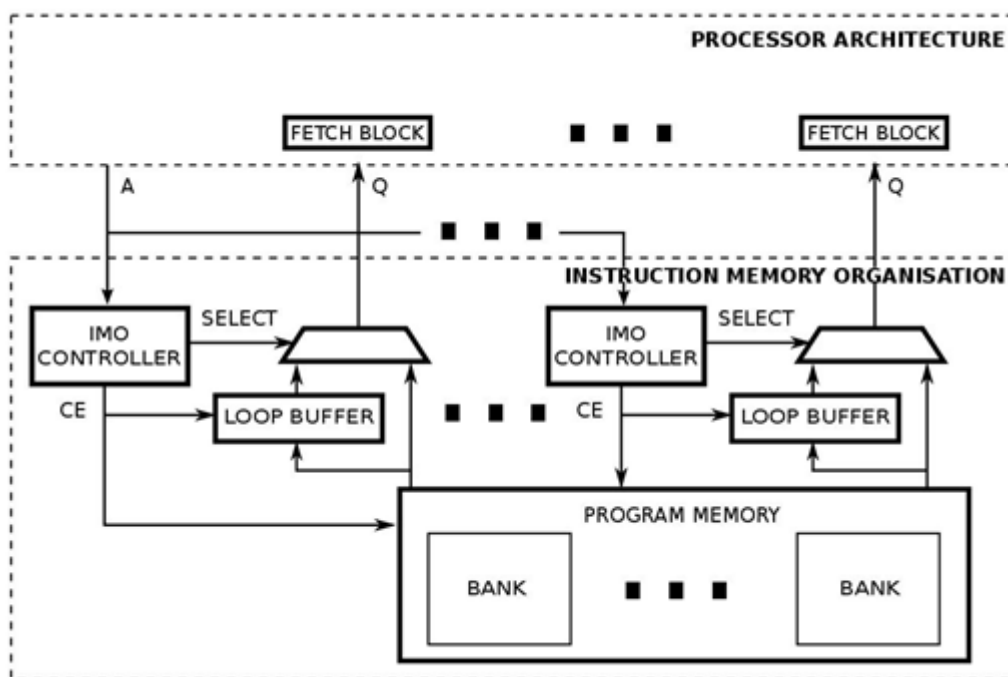 PROCESSOR ARCHITECTURE
FETCH BLOCK
FETCH BLOCK
A
Q
Q
INSTRUCTION MEMORY ORGANISATION
IMO
CONTROLLER
SELECT
IMO
CONTROLLER
SELECT
CE
LOOP BUFFER
CE
LOOP BUFFER
PROGRAM MEMORY
BANK
BANK